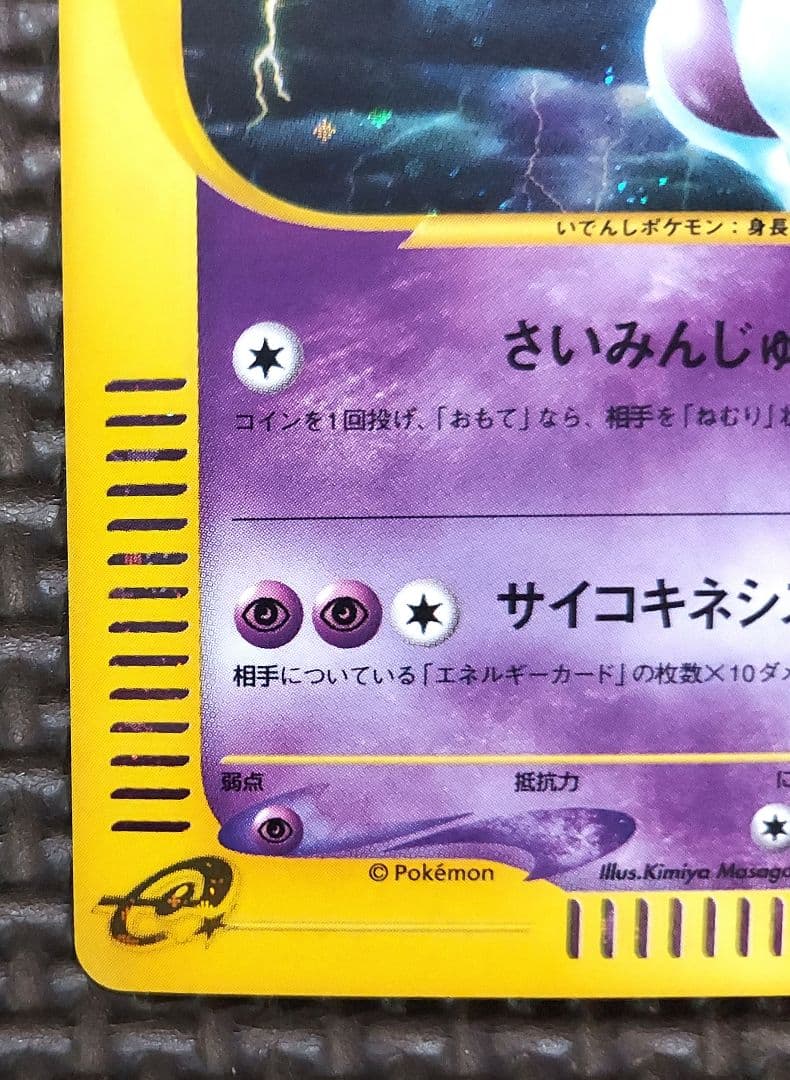 いでんしポケモン：身長
さいみんじゅ
コインを1回投げ、「おもて」なら、相手を「ねむり」
サイコキネシス
相手についている「エネルギーカード」の枚数×10ダメ
弱点 抵抗力 に
© Pokémon Illus.Kimiya Masago
e